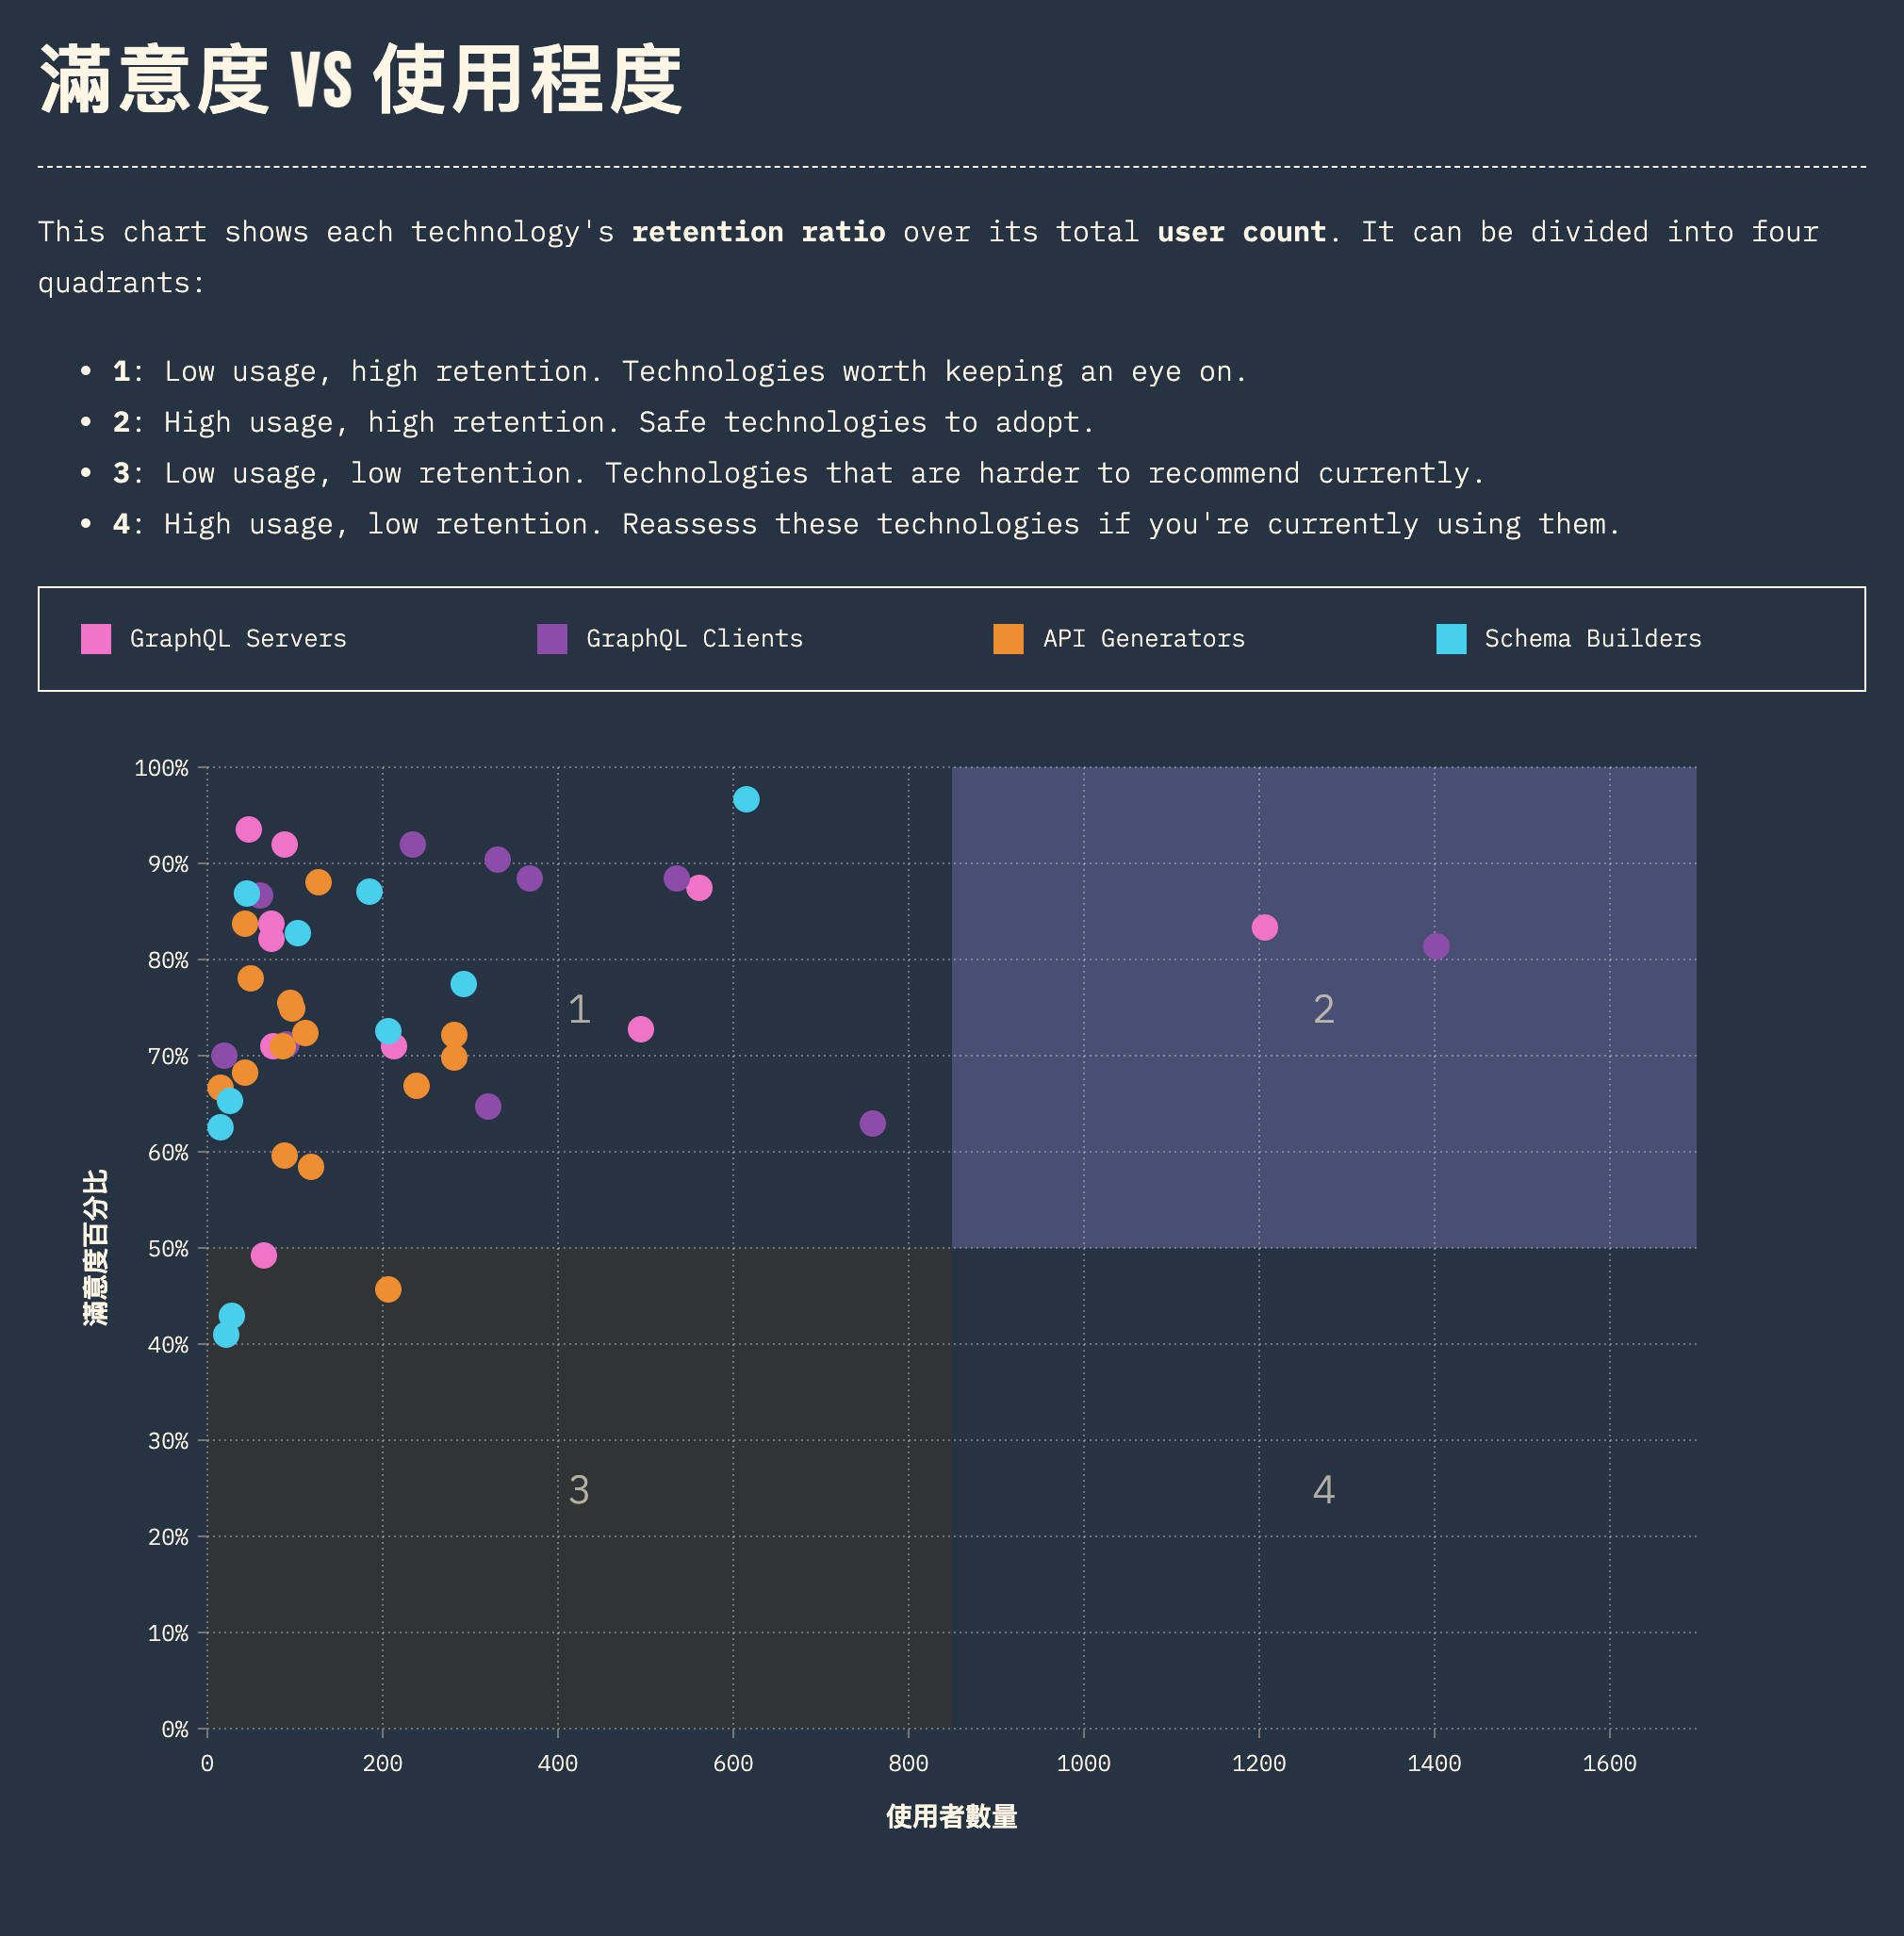 滿意度 VS 使用程度
This chart shows each technology's retention ratio over its total user count. It can be divided into four
quadrants:
• 1: Low usage, high retention. Technologies worth keeping an eye on.
• 2: High usage, high retention. Safe technologies to adopt.
• 3: Low usage, low retention. Technologies that are harder to recommend currently.
• 4: High usage, low retention. Reassess these technologies if you're currently using them.
GraphQL Servers GraphQL Clients API Generators Schema Builders
100%
90%
80%
70%
60%
50%
40%
30%
20%
10%
0%
滿意度百分比
1
2
3
4
0 200 400 600 800 1000 1200 1400 1600
使用者數量